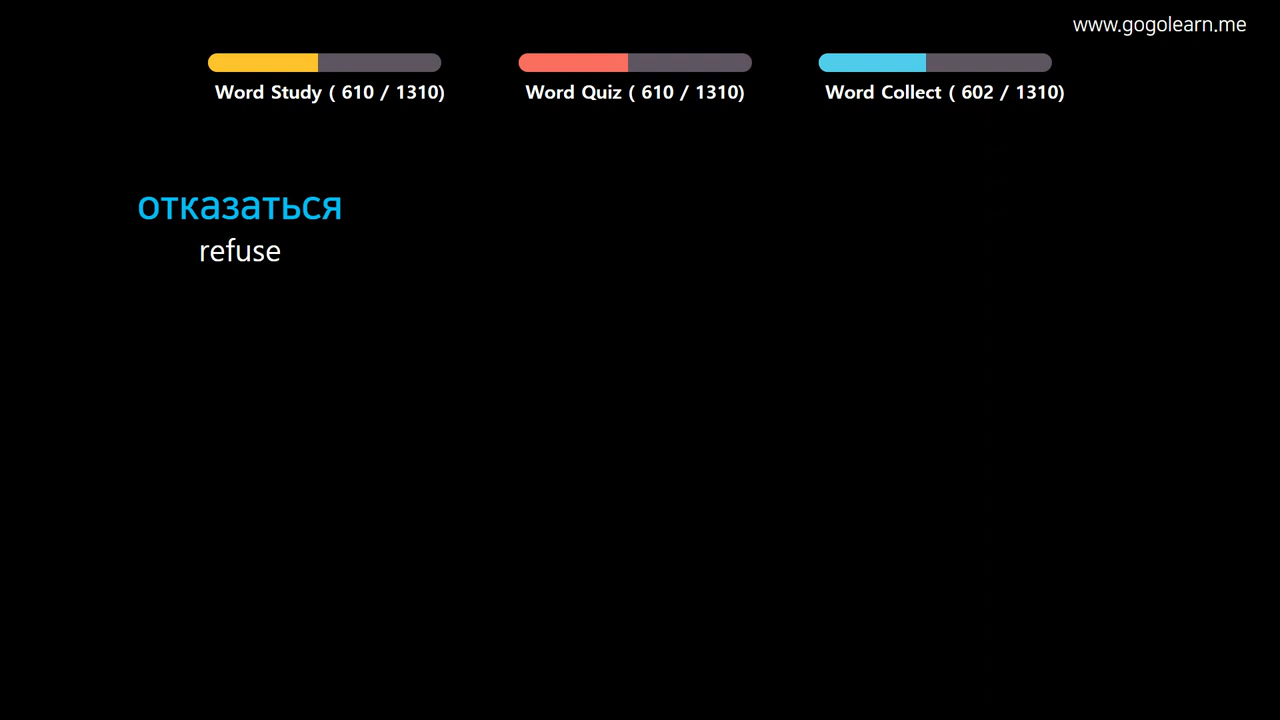 www.gogolearn.me
Word Study ( 610 / 1310)
Word Quiz ( 610 / 1310)
Word Collect ( 602 / 1310)
отказаться
refuse